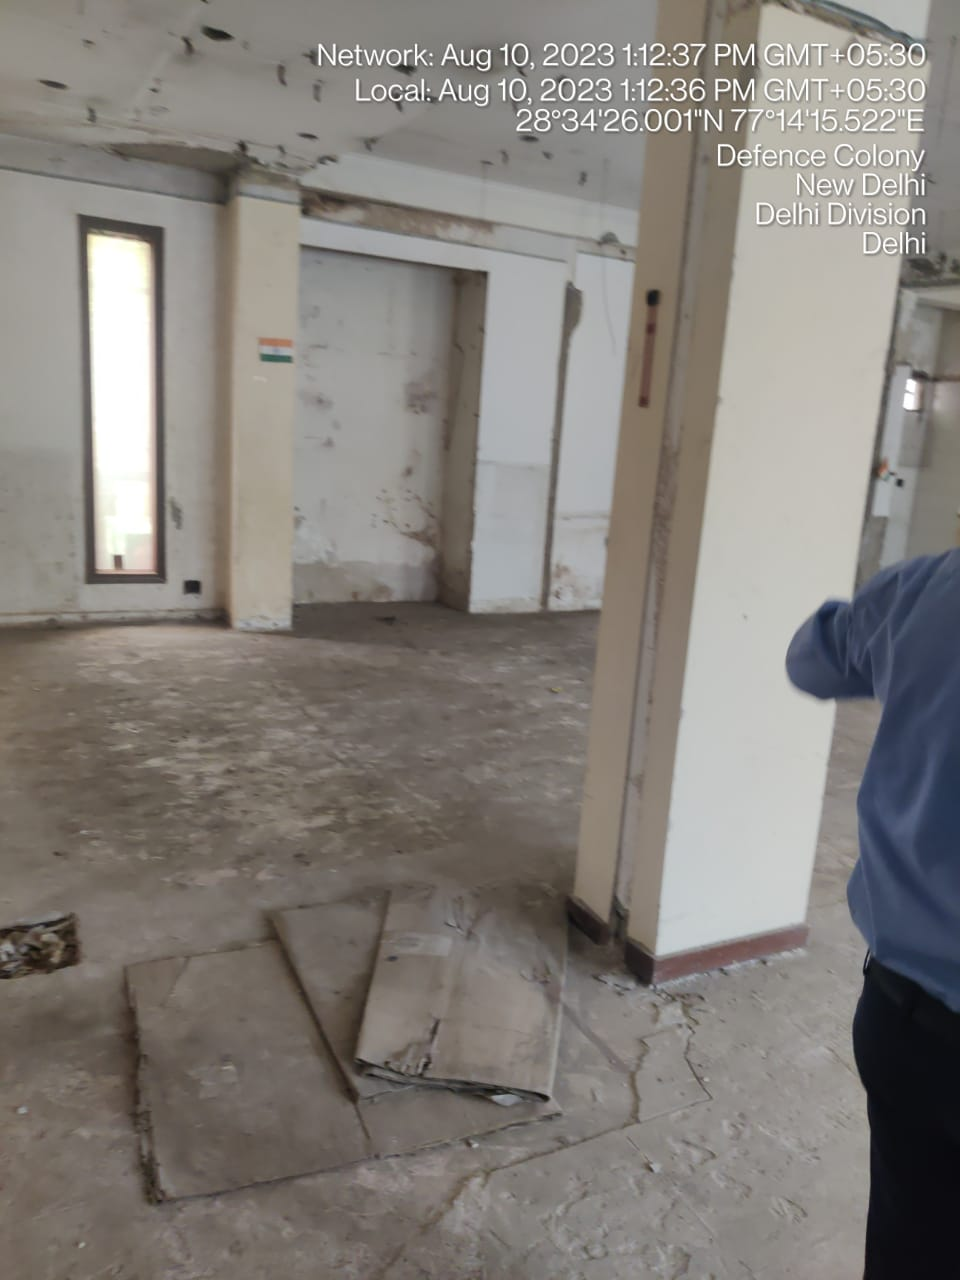 Network: Aug 10, 2023 1:12:37 PM GMT+05:30
Local: Aug 10, 2023 1:12:36 PM GMT+05:30
28°34'26.001"N 77°14'15.522"E
Defence Colony
New Delhi
Delhi Division
Delhi